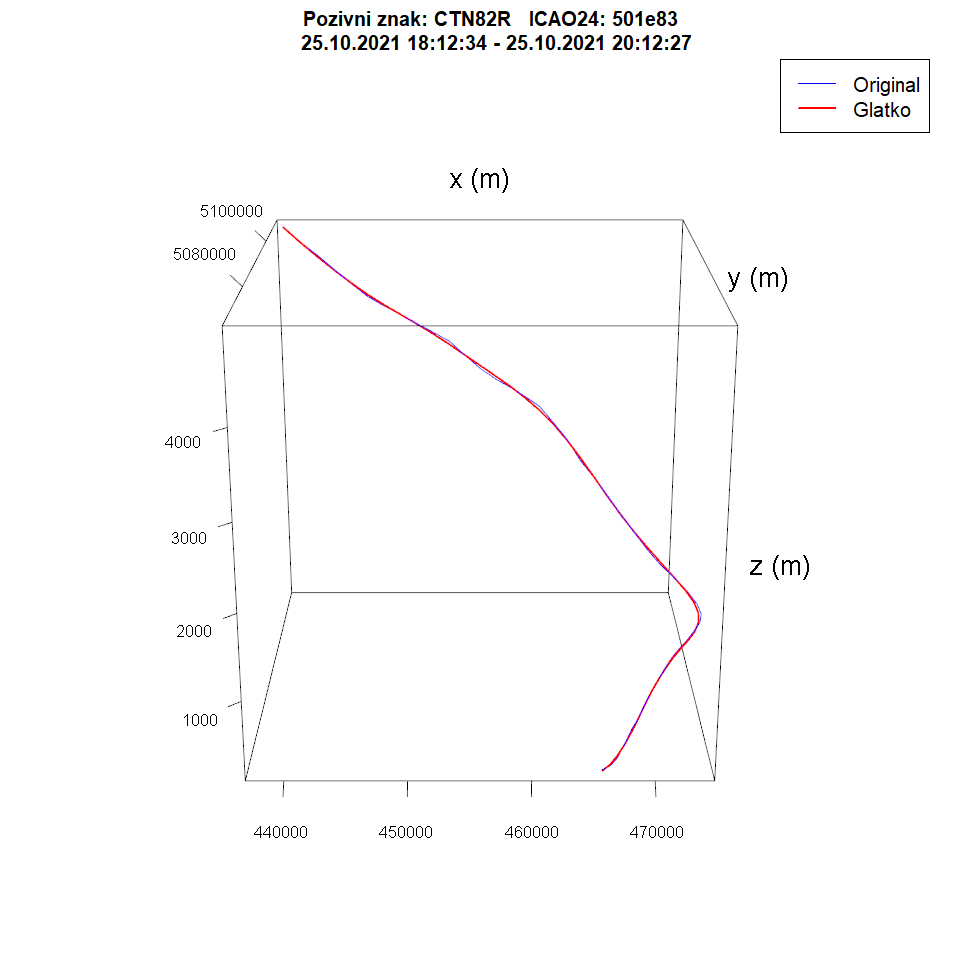 Pozivni znak: CTN82R   ICAO24: 501e83
25.10.2021 18:12:34 - 25.10.2021 20:12:27
Original
Glatko
x (m)
5100000
5080000
y (m)
4000
3000
z (m)
2000
1000
440000 450000 460000 470000